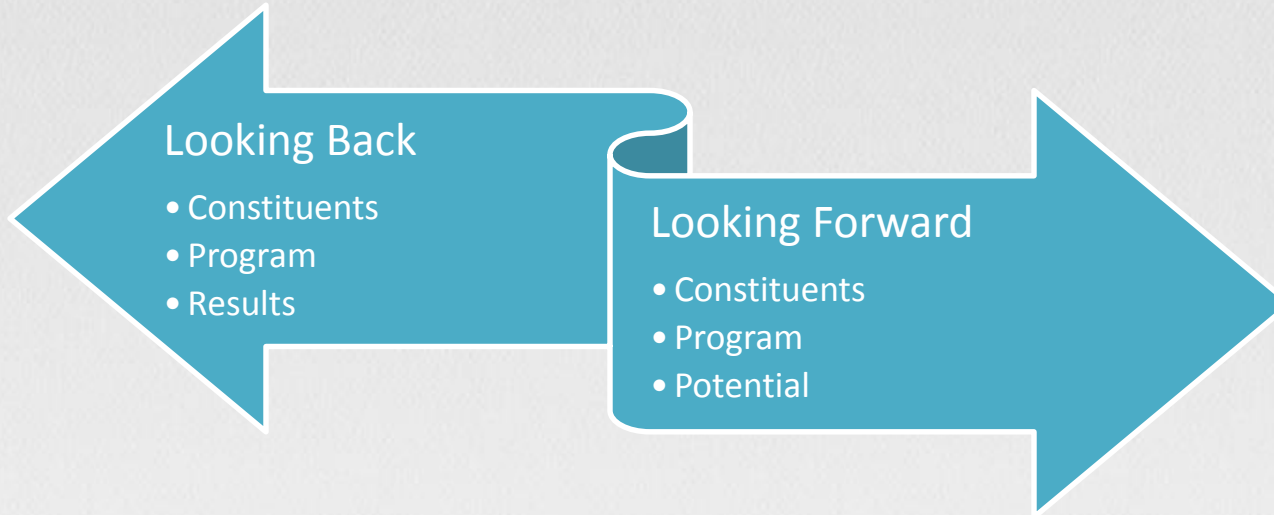 Looking Back
• Constituents
• Program
• Results
Looking Forward
• Constituents
• Program
• Potential